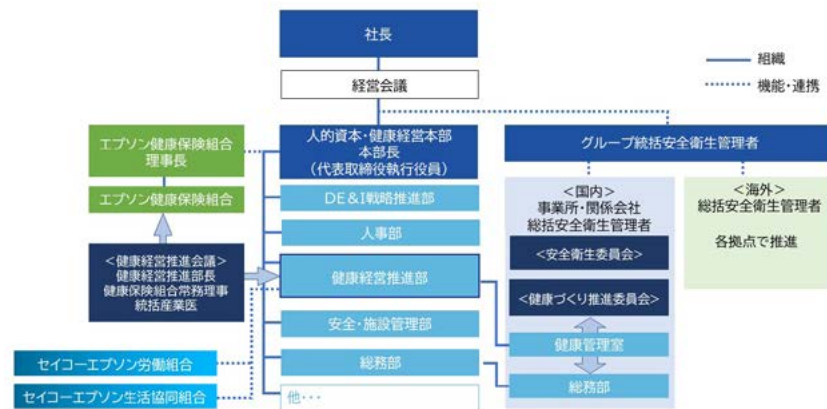 社長
経営会議
組織
機能・連携
エプソン健康保険組合
理事長
エプソン健康保険組合
<健康経営推進会議>
健康経営推進部長
健康保険組合常務理事
統括産業医
セイコーエプソン労働組合
セイコーエプソン生活協同組合
人的資本・健康経営本部
本部長
（代表取締役執行役員）
DE＆I戦略推進部
人事部
健康経営推進部
安全・施設管理部
総務部
他・・・
グループ統括安全衛生管理者
<国内>
事業所・関係会社
総括安全衛生管理者
<安全衛生委員会>
<健康づくり推進委員会>
健康管理室
総務部
<海外>
総括安全衛生管理者
各拠点で推進